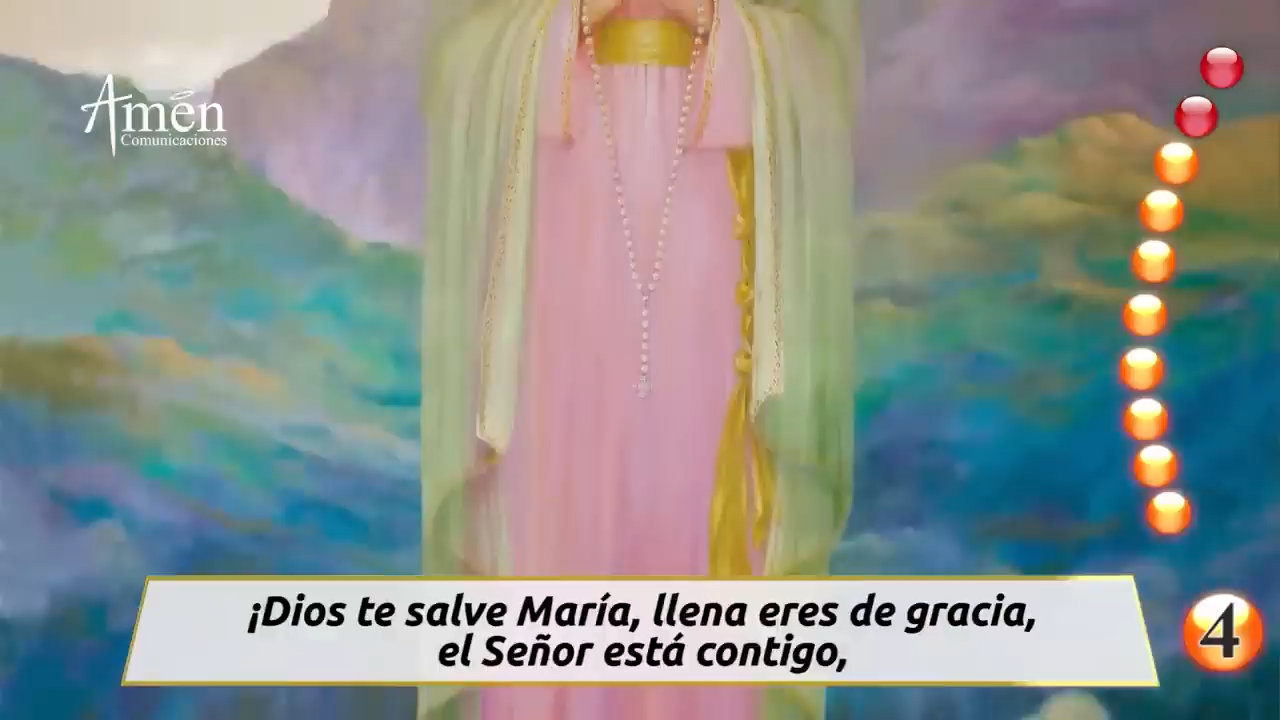 Amén
Comunicaciones
¡Dios te salve María, llena eres de gracia,
el Señor está contigo,
4